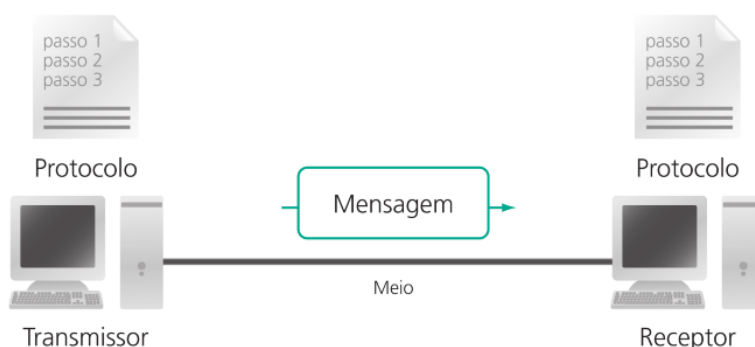 passo 1
passo 2
passo 3
Protocolo
passo 1
passo 2
passo 3
Protocolo
Mensagem
Meio
Transmissor
Receptor